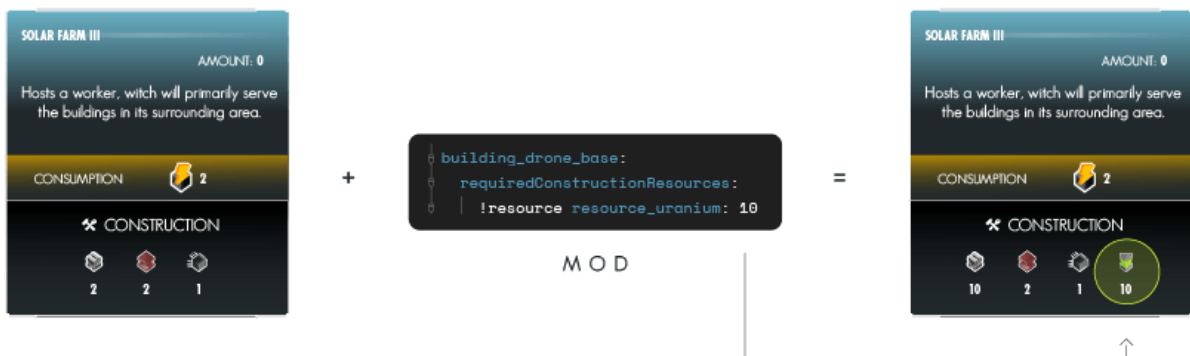 SOLAR FARM III
AMOUNT: 0
Hosts a worker, witch will primarily serve
the buildings in its surrounding area.
CONSUMPTION 2
CONSTRUCTION
2 2 1
+
building_drone_base:
requiredConstructionResources:
!resource resource_uranium: 10
MOD
=
SOLAR FARM III
AMOUNT: 0
Hosts a worker, witch will primarily serve
the buildings in its surrounding area.
CONSUMPTION 2
CONSTRUCTION
10 2 1 10